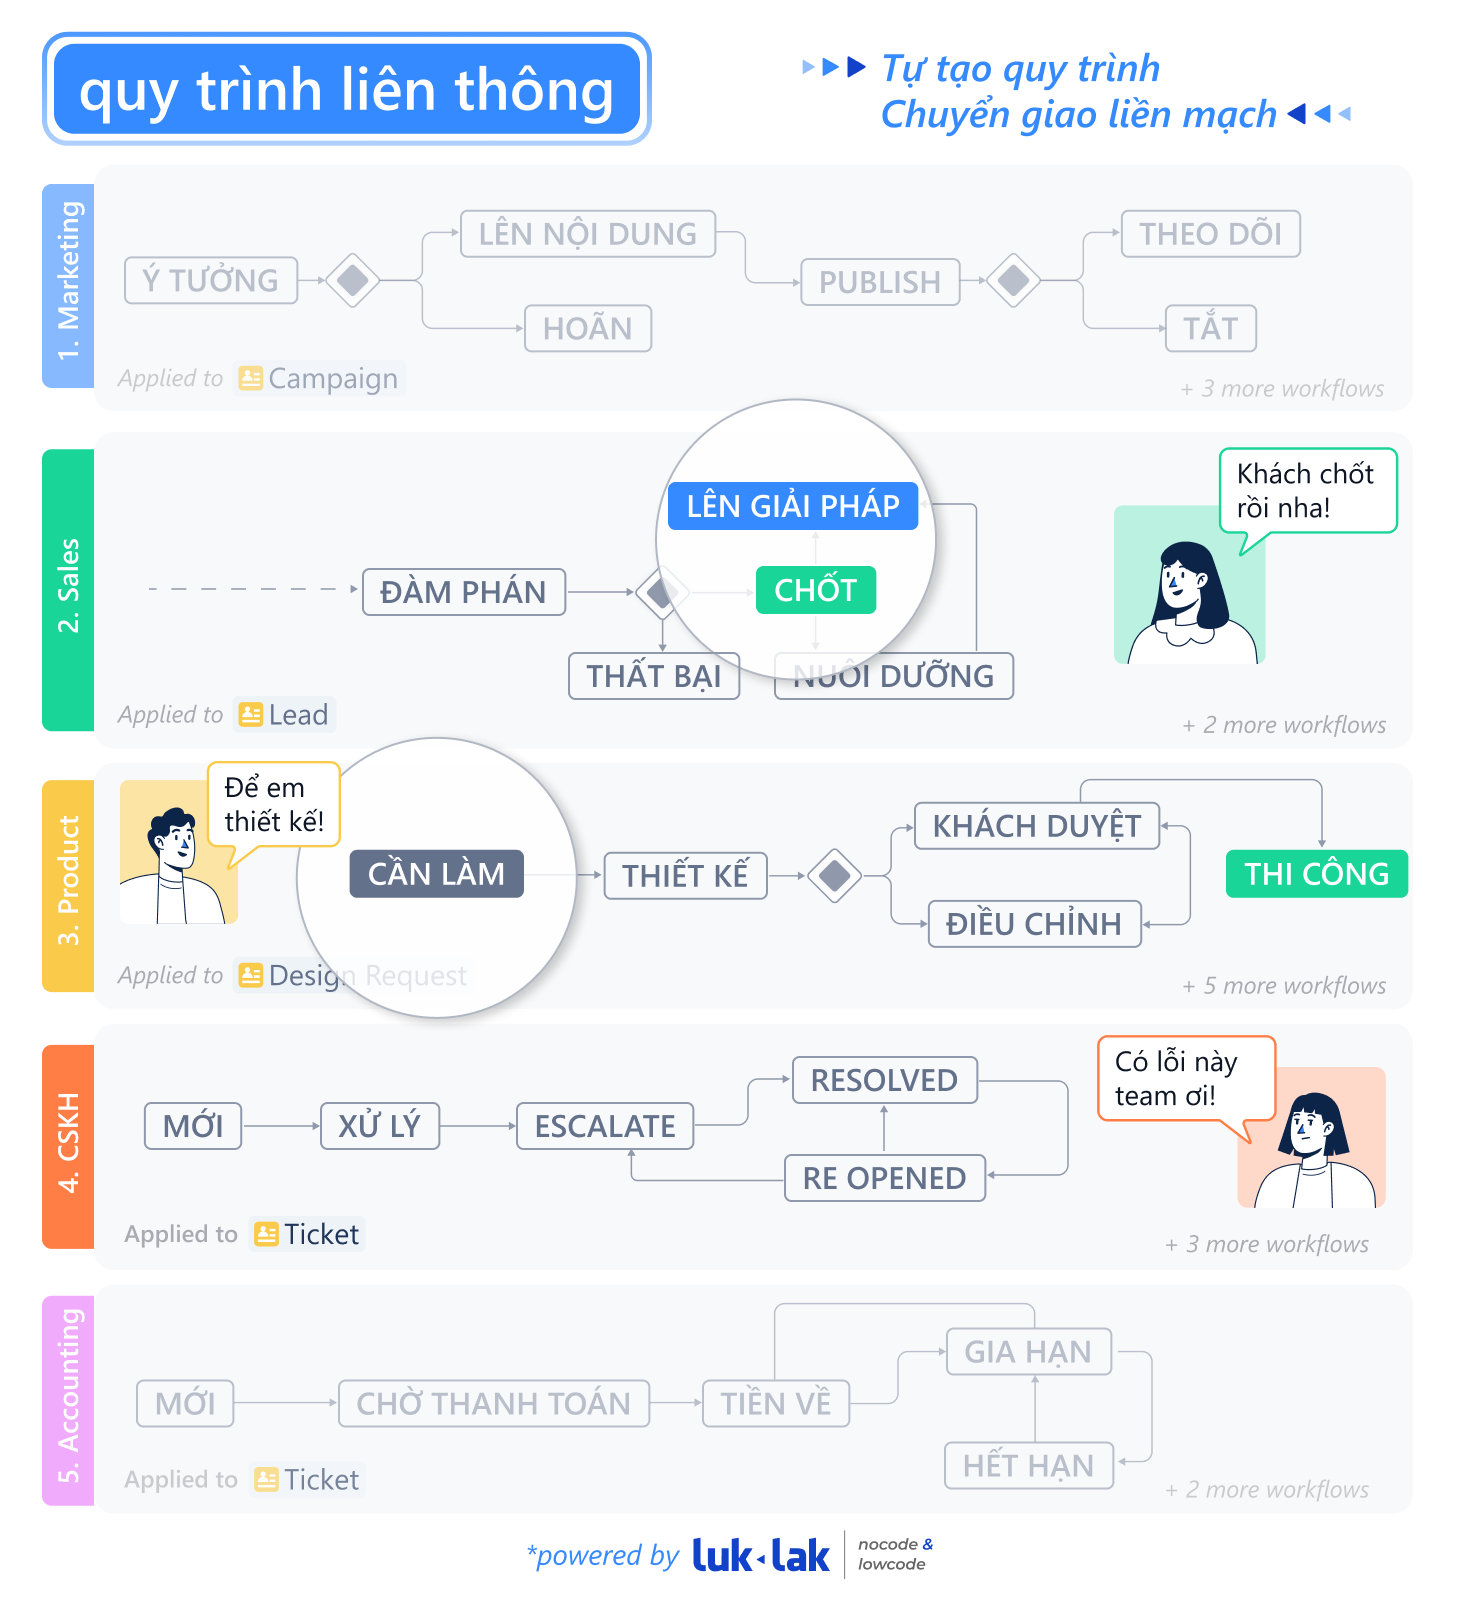 quy trình liên thông
Tự tạo quy trình
Chuyển giao liền mạch
1. Marketing
Ý TƯỞNG
LÊN NỘI DUNG
HOÃN
PUBLISH
THEO DÕI
TẮT
Applied to Campaign
+ 3 more workflows
2. Sales
LÊN GIẢI PHÁP
Khách chốt
rồi nha!
ĐÀM PHÁN
CHỐT
THẤT BẠI
NUÔI DƯỠNG
Applied to Lead
+ 2 more workflows
3. Product
Để em
thiết kế!
CẦN LÀM
THIẾT KẾ
KHÁCH DUYỆT
ĐIỀU CHỈNH
THI CÔNG
Applied to Design Request
+ 5 more workflows
4. CSKH
MỚI
XỬ LÝ
ESCALATE
RESOLVED
RE OPENED
Có lỗi này
team ơi!
Applied to Ticket
+ 3 more workflows
5. Accounting
MỚI
CHỜ THANH TOÁN
TIỀN VỀ
GIA HẠN
HẾT HẠN
Applied to Ticket
+ 2 more workflows
*powered by luk lak
nocode &
lowcode